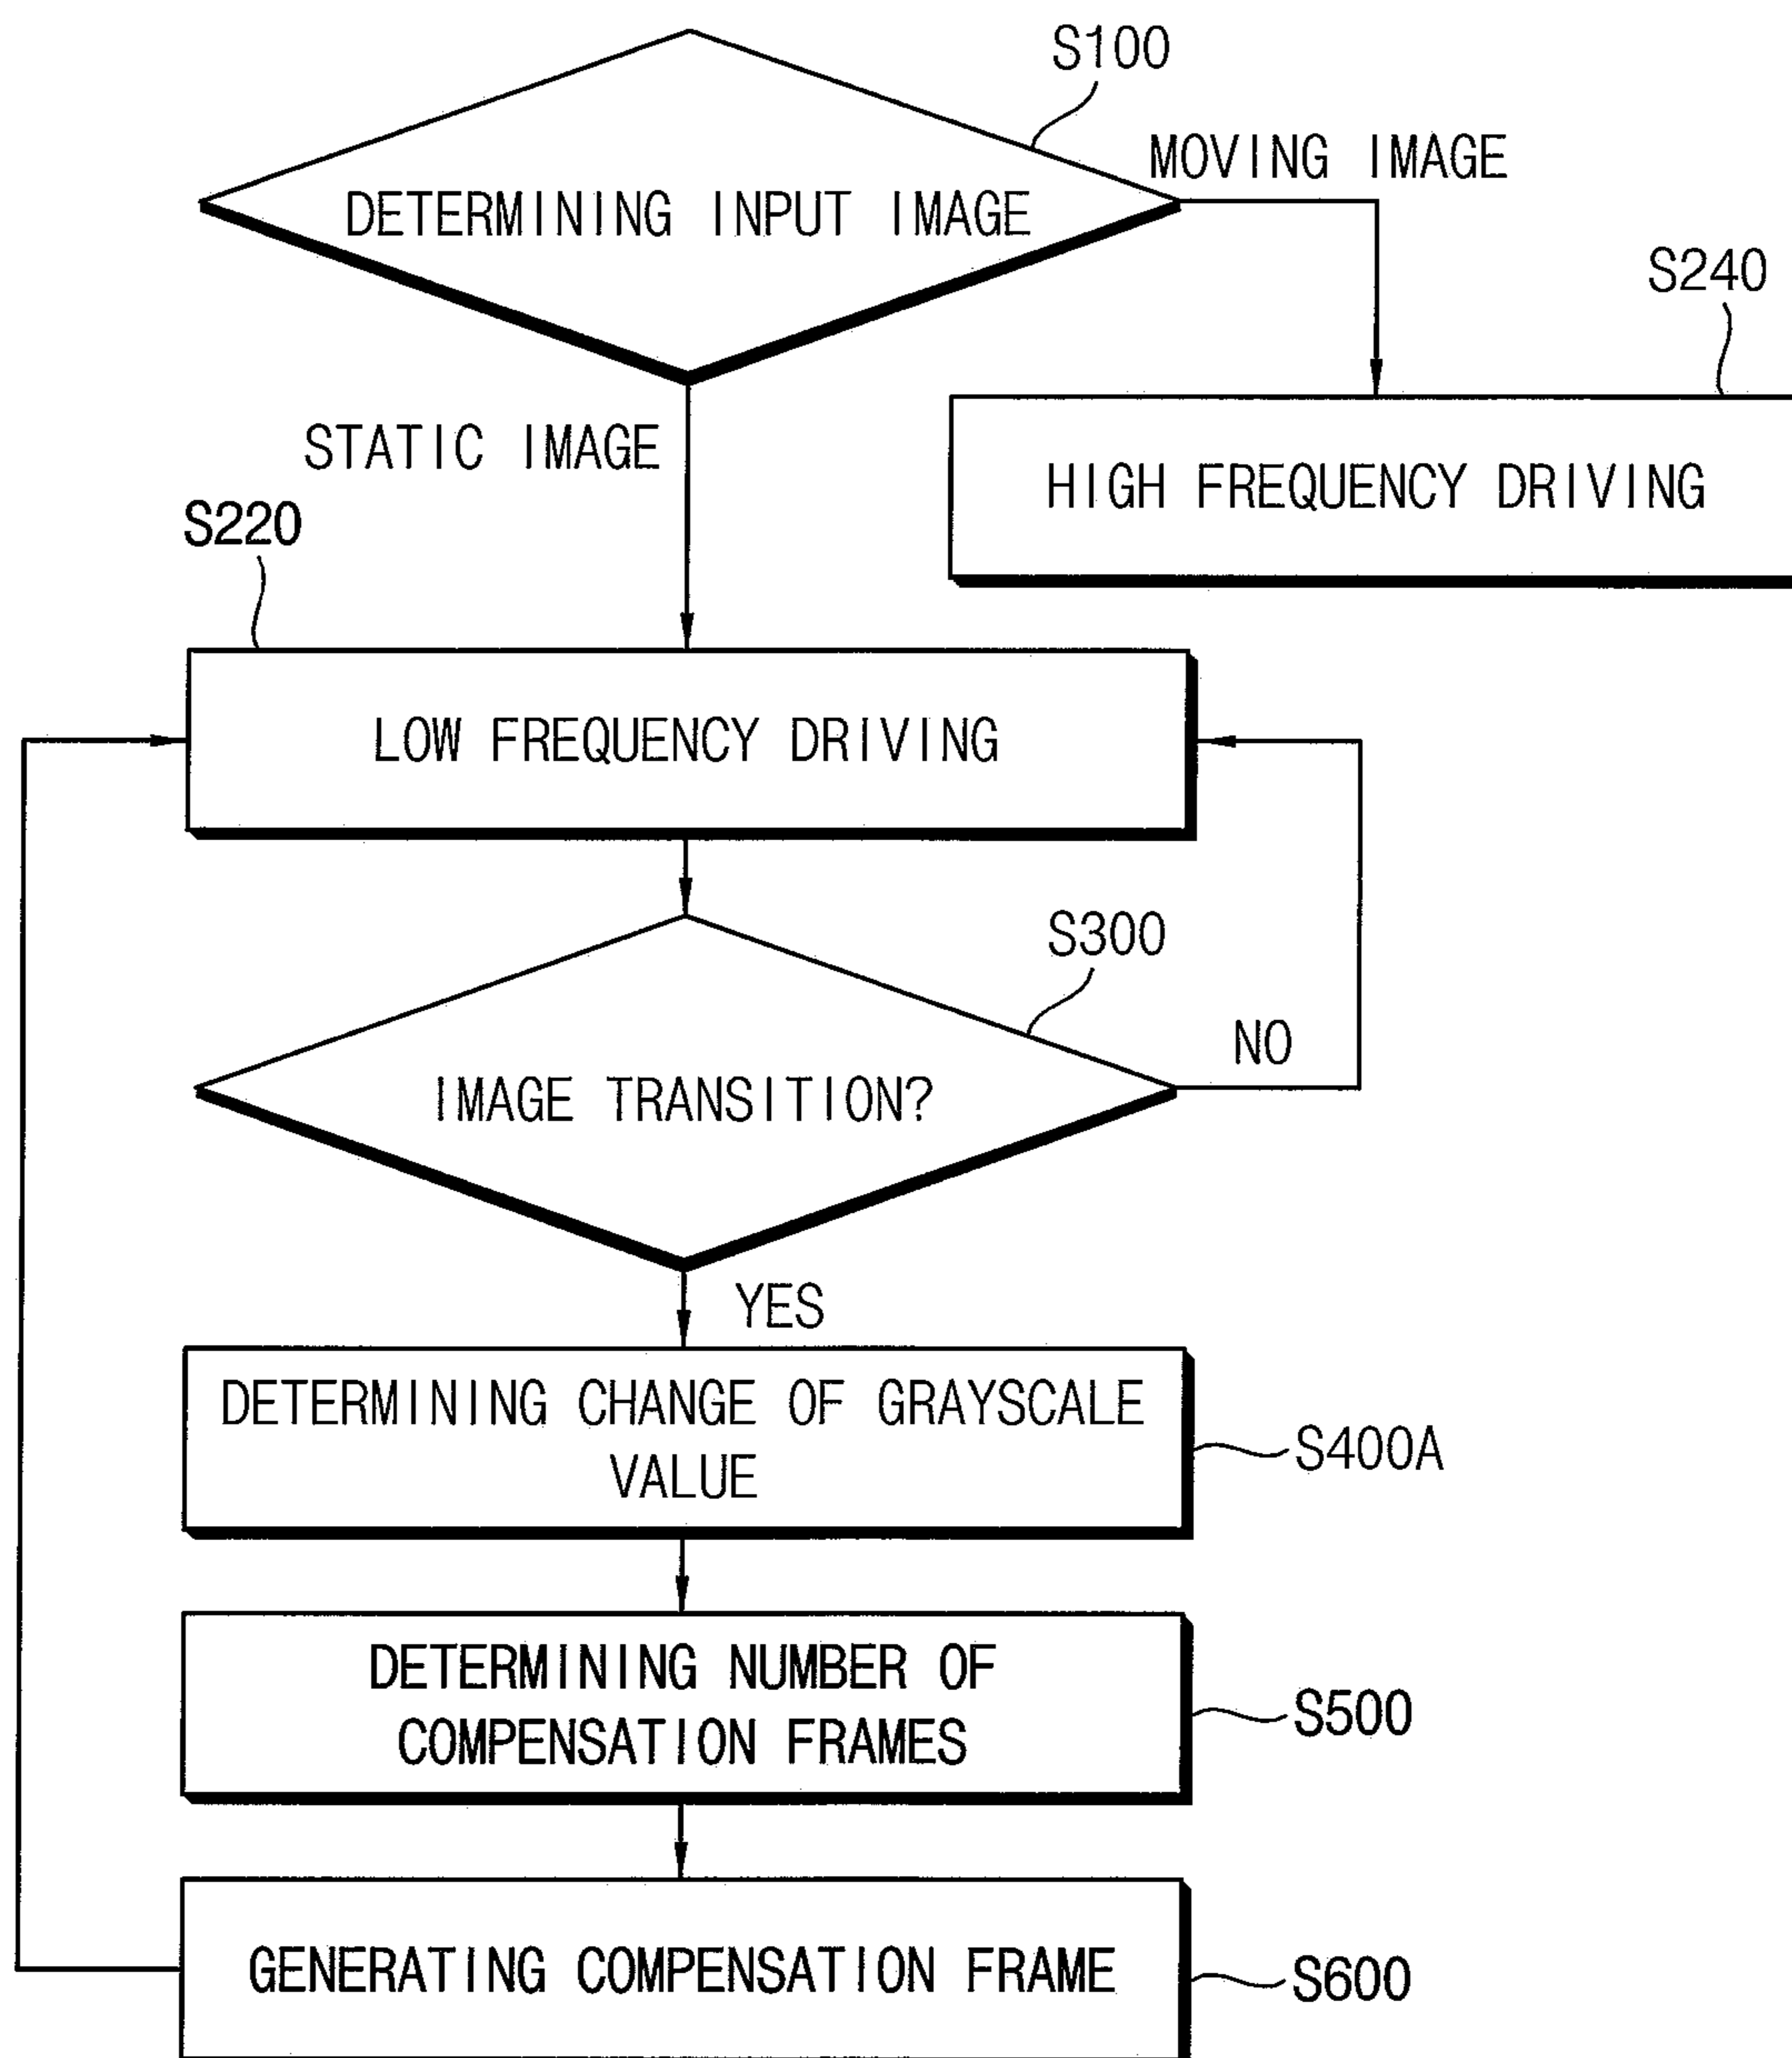 S100
MOVING IMAGE
DETERMINING INPUT IMAGE
S240
HIGH FREQUENCY DRIVING
STATIC IMAGE
S220
LOW FREQUENCY DRIVING
S300
NO
IMAGE TRANSITION?
YES
DETERMINING CHANGE OF GRAYSCALE
VALUE
S400A
DETERMINING NUMBER OF
COMPENSATION FRAMES
S500
GENERATING COMPENSATION FRAME
S600